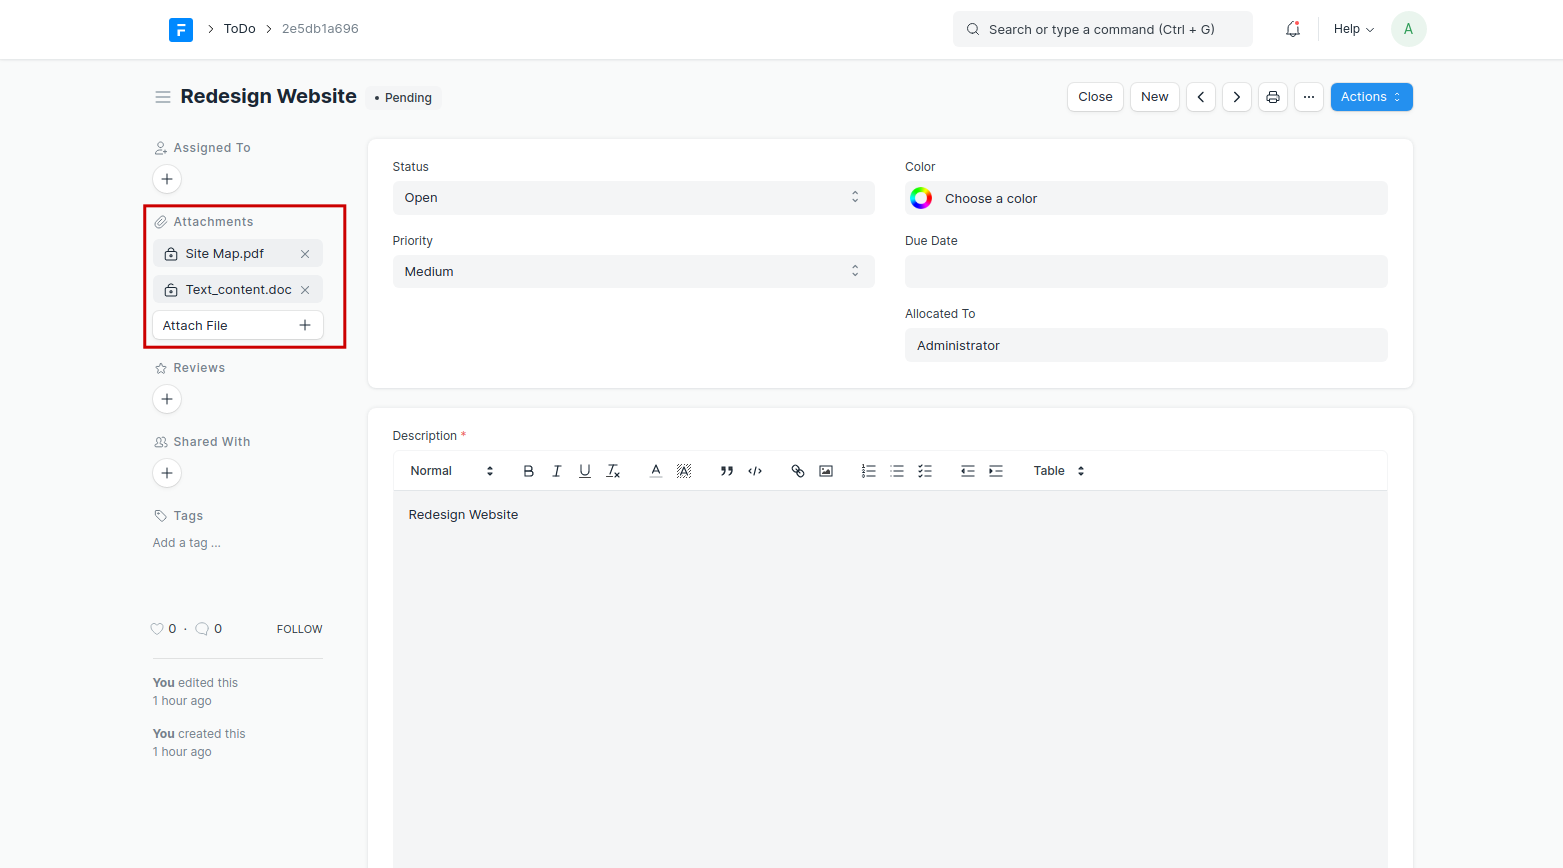 F ToDo 2e5db1a696
Search or type a command (Ctrl + G)
Help
A
Redesign Website
• Pending
Close
New
Actions
Assigned To
Attachments
Site Map.pdf
Text_content.doc
Attach File
Reviews
Shared With
Tags
Add a tag ...
0 · 0 FOLLOW
You edited this
1 hour ago
You created this
1 hour ago
Status
Open
Priority
Medium
Color
Choose a color
Due Date
Allocated To
Administrator
Description *
Normal
B I U Tx A A
Table
Redesign Website